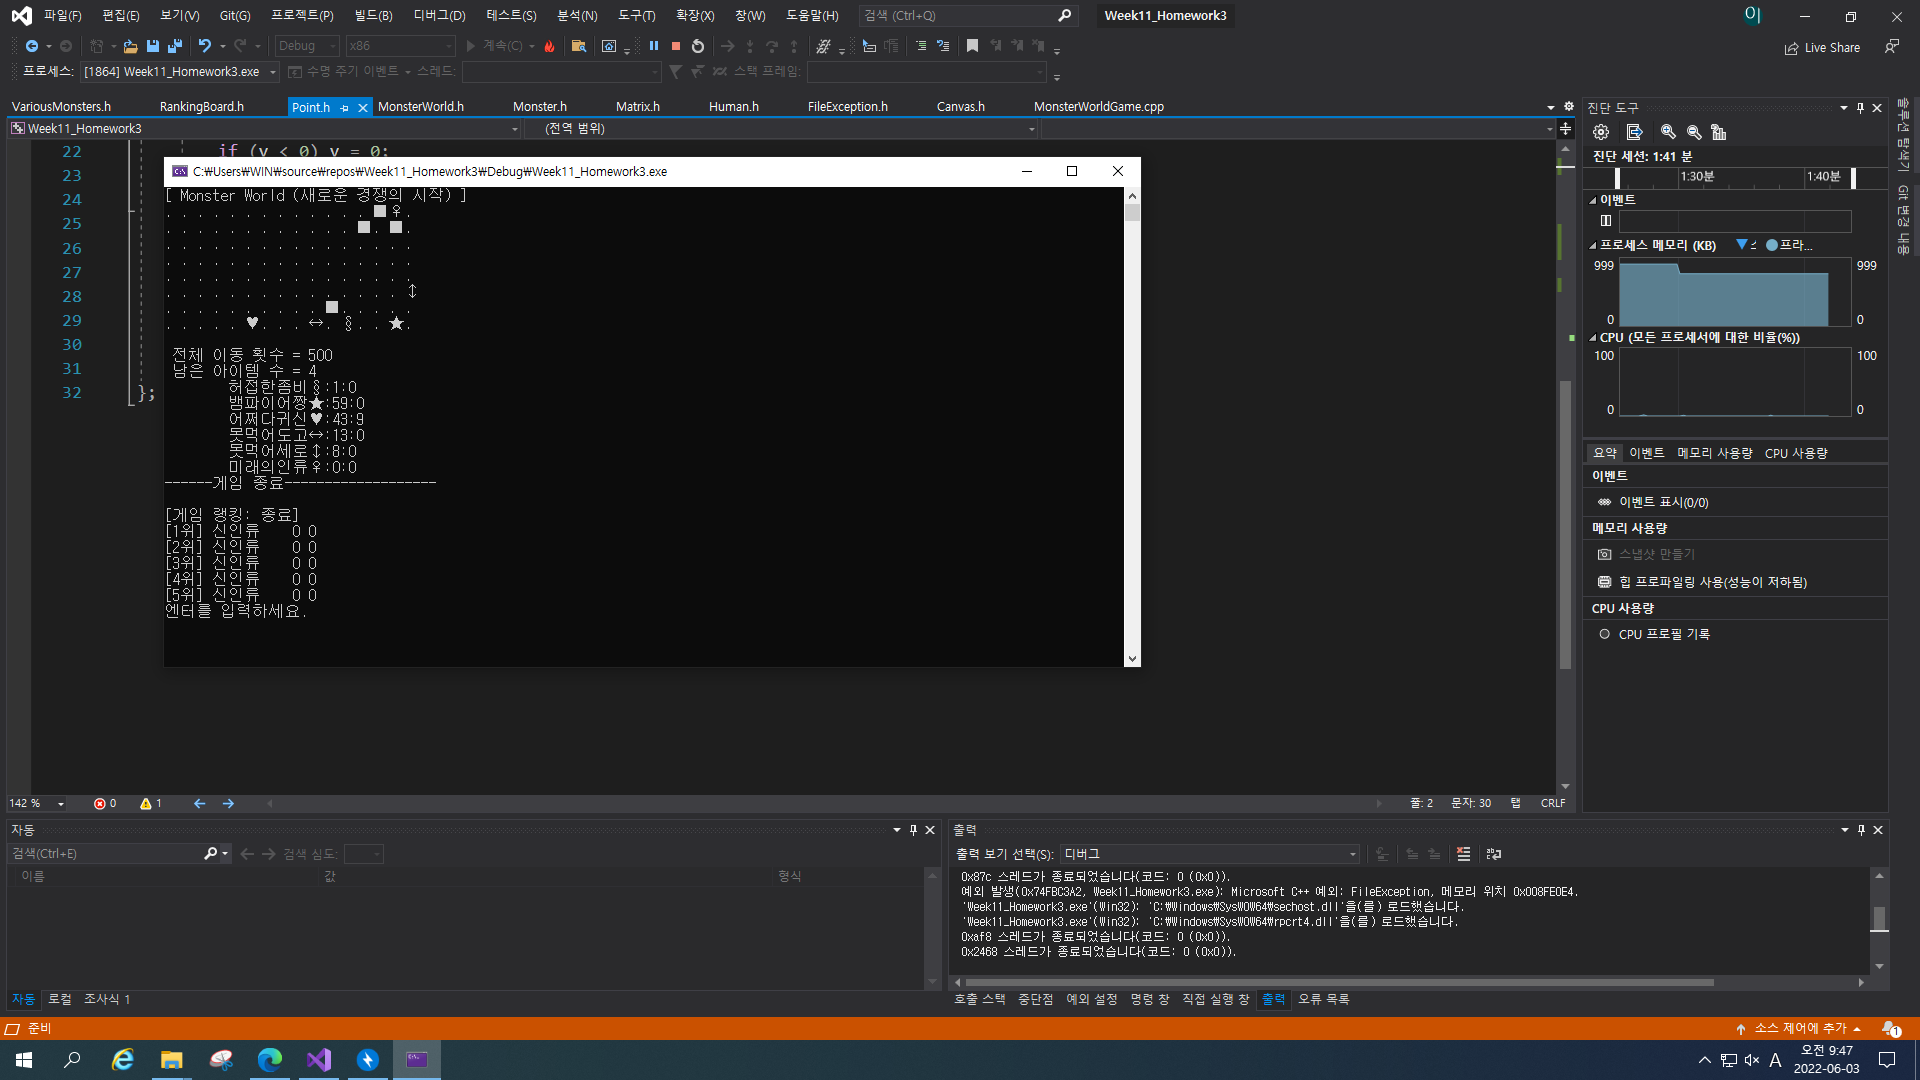 파일(F) 편집(E) 보기(V) Git(G) 프로젝트(P) 빌드(B) 디버그(D) 테스트(S) 분석(N) 도구(T) 확장(X) 창(W) 도움말(H) 검색 (Ctrl+Q) Week11_Homework3
Debug x86 계속(C) Live Share
프로세스: [1864] Week11_Homework3.exe 수명 주기 이벤트 스레드: 스택 프레임:
VariousMonsters.h RankingBoard.h Point.h MonsterWorld.h Monster.h Matrix.h Human.h FileException.h Canvas.h MonsterWorldGame.cpp
Week11_Homework3 (전역 범위)
22 if (y < 0) y = 0;
23
24
25
26
27
28
29
30
31
32 };
C:₩Users₩WIN₩source₩repos₩Week11_Homework3₩Debug₩Week11_Homework3.exe
[ Monster World (새로운 경쟁의 시작) ]
. . . . . . . . . . . . . ■ ♀ .
. . . . . . . . . . . . ■ . ■ .
. . . . . . . . . . . . . . . .
. . . . . . . . . . . . . . . .
. . . . . . . . . . . . . . . .
. . . . . . . . . . . . . . . ↕
. . . . . . . . . . ■ . . . . .
. . . . . ♥ . . . ↔ . § . . ★ .
전체 이동 횟수 = 500
남은 아이템 수 = 4
허접한좀비§:1:0
뱀파이어짱★:59:0
어쩌다귀신♥:43:9
못먹어도고↔:13:0
못먹어세로↕:8:0
미래의인류♀:0:0
------게임 종료-------------------
[게임 랭킹: 종료]
[1위] 신인류 0 0
[2위] 신인류 0 0
[3위] 신인류 0 0
[4위] 신인류 0 0
[5위] 신인류 0 0
엔터를 입력하세요.
진단 도구
진단 세션: 1:41 분
1:30분 1:40분
이벤트
프로세스 메모리 (KB) 프라...
999 999
0 0
CPU (모든 프로세서에 대한 비율(%))
100 100
0 0
요약 이벤트 메모리 사용량 CPU 사용량
이벤트
이벤트 표시(0/0)
메모리 사용량
스냅샷 만들기
힙 프로파일링 사용(성능이 저하됨)
CPU 사용량
CPU 프로필 기록
솔루션 탐색기
Git 변경 내용
142 % 0 1 줄: 2 문자: 30 탭 CRLF
자동
검색(Ctrl+E) 검색 심도:
이름 값 형식
자동 로컬 조사식 1
출력
출력 보기 선택(S): 디버그
0x87c 스레드가 종료되었습니다(코드: 0 (0x0)).
예외 발생(0x74FBC3A2, Week11_Homework3.exe): Microsoft C++ 예외: FileException, 메모리 위치 0x008FE0E4.
'Week11_Homework3.exe'(Win32): 'C:₩Windows₩SysWOW64₩sechost.dll'을(를) 로드했습니다.
'Week11_Homework3.exe'(Win32): 'C:₩Windows₩SysWOW64₩rpcrt4.dll'을(를) 로드했습니다.
0xaf8 스레드가 종료되었습니다(코드: 0 (0x0)).
0x2468 스레드가 종료되었습니다(코드: 0 (0x0)).
호출 스택 중단점 예외 설정 명령 창 직접 실행 창 출력 오류 목록
준비 소스 제어에 추가 1
A 오전 9:47
2022-06-03